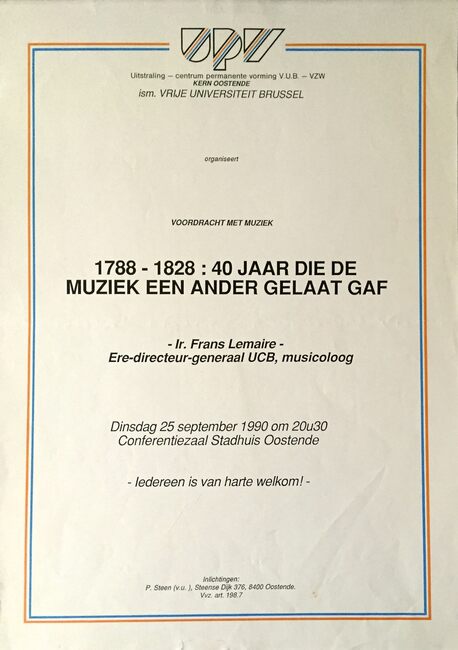 UPV
Uitstraling – centrum permanente vorming V.U.B. – VZW
KERN OOSTENDE
ism. VRIJE UNIVERSITEIT BRUSSEL
organiseert
VOORDRACHT MET MUZIEK
1788 - 1828 : 40 JAAR DIE DE
MUZIEK EEN ANDER GELAAT GAF
- Ir. Frans Lemaire -
Ere-directeur-generaal UCB, musicoloog
Dinsdag 25 september 1990 om 20u30
Conferentiezaal Stadhuis Oostende
- Iedereen is van harte welkom! -
Inlichtingen:
P. Steen (v.u. ), Steense Dijk 376, 8400 Oostende.
Vvz. art. 198.7